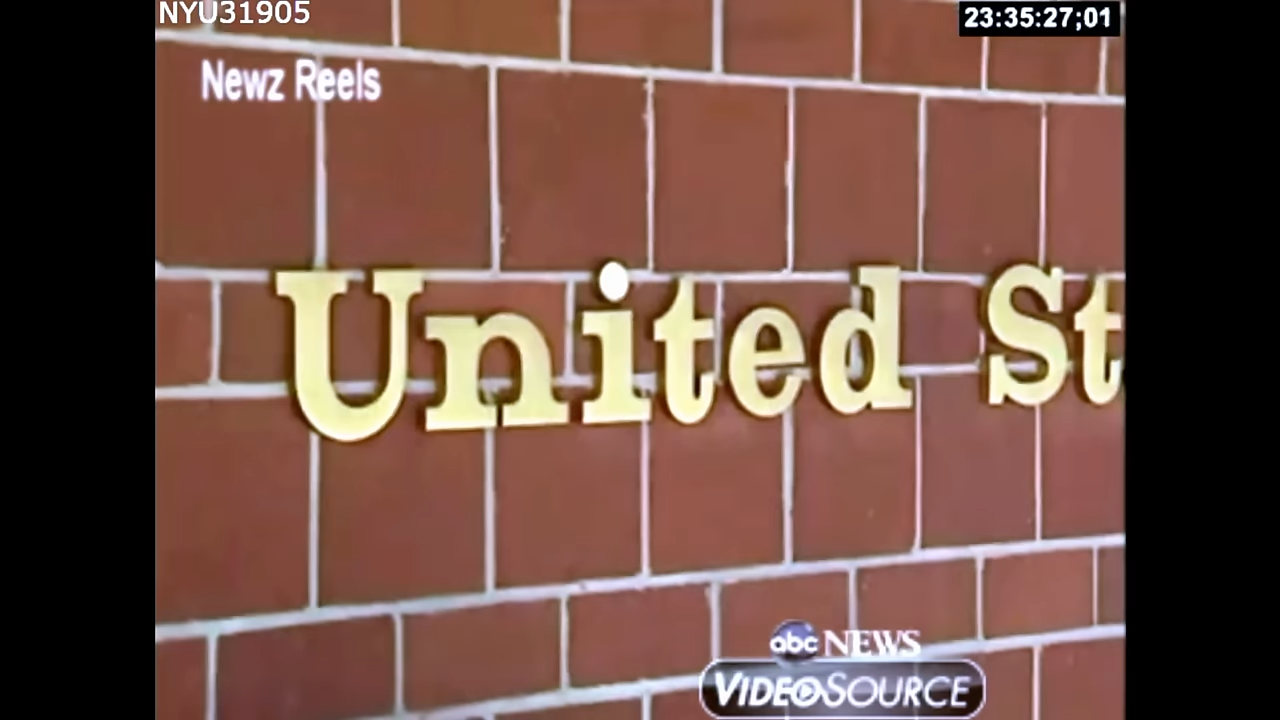 NYU31905
23:35:27;01
Newz Reels
United St
abc NEWS
VIDEOSOURCE